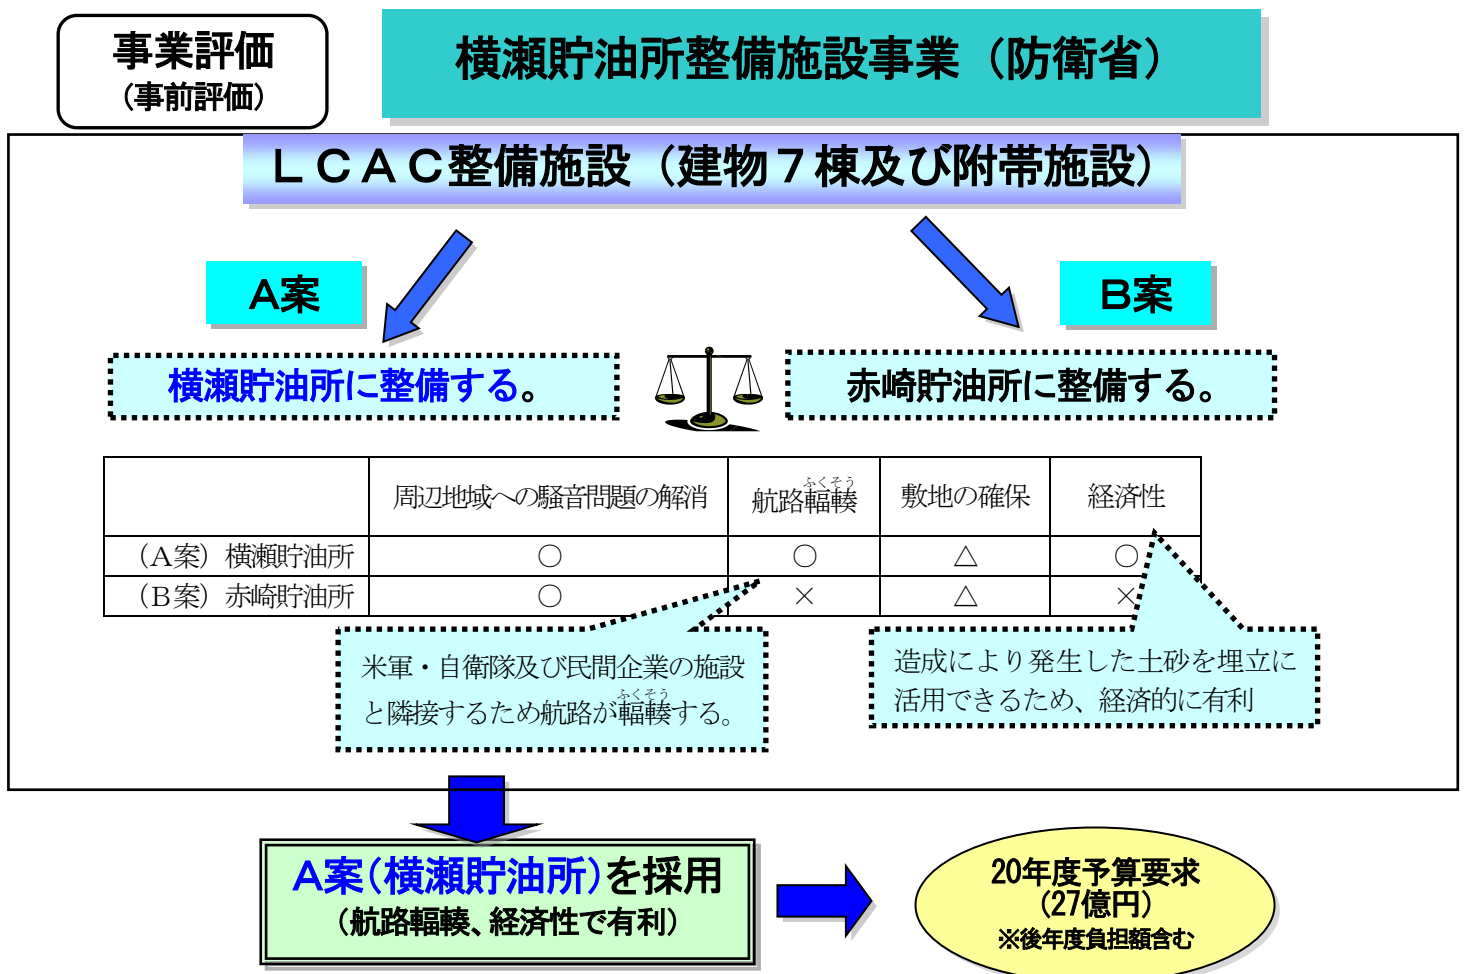 事業評価
（事前評価）
横瀬貯油所整備施設事業（防衛省）
ＬＣＡＣ整備施設（建物７棟及び附帯施設）
Ａ案
Ｂ案
横瀬貯油所に整備する。
赤崎貯油所に整備する。
周辺地域への騒音問題の解消
ふくそう
航路輻輳
敷地の確保
経済性
（Ａ案）横瀬貯油所 ○ ○ △ ○
（Ｂ案）赤崎貯油所 ○ × △ ×
米軍・自衛隊及び民間企業の施設
ふくそう
と隣接するため航路が輻輳する。
造成により発生した土砂を埋立に
活用できるため、経済的に有利
Ａ案（横瀬貯油所）を採用
（航路輻輳、経済性で有利）
20年度予算要求
（27億円）
※後年度負担額含む